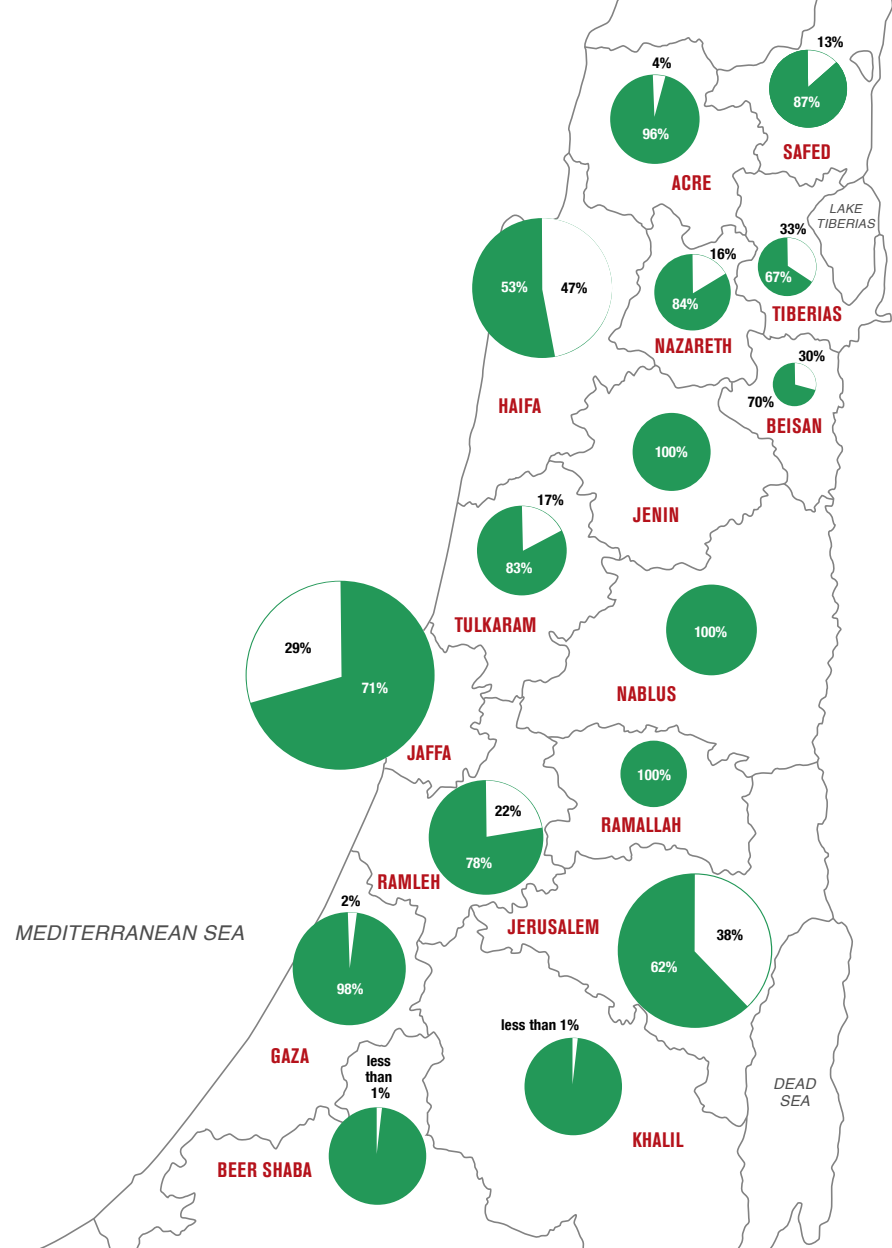 13%
87%
SAFED
4%
96%
ACRE
LAKE
TIBERIAS
33%
67%
TIBERIAS
16%
84%
NAZARETH
53%
47%
HAIFA
30%
70%
BEISAN
100%
JENIN
17%
83%
TULKARAM
100%
NABLUS
29%
71%
JAFFA
100%
RAMALLAH
22%
78%
RAMLEH
MEDITERRANEAN SEA
2%
98%
GAZA
JERUSALEM
38%
62%
less than 1%
KHALIL
less
than
1%
BEER SHABA
DEAD
SEA